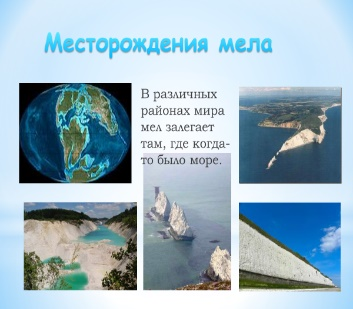 Месторождения мела
В различных
районах мира
мел залегает
там, где когда-
то было море.